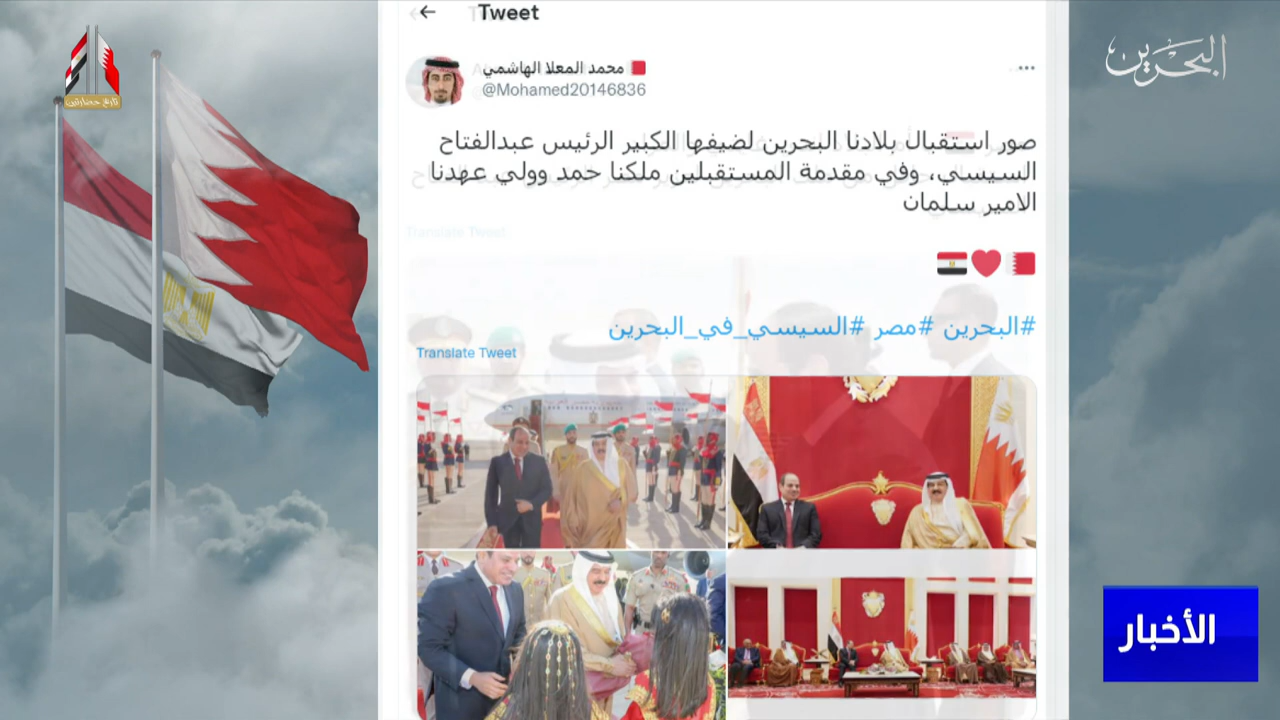 Tweet
محمد المعلا الهاشمي
@Mohamed20146836
صور استقبال بلادنا البحرين لضيفها الكبير الرئيس عبدالفتاح
السيسي، وفي مقدمة المستقبلين ملكنا حمد وولي عهدنا
الامير سلمان
#البحرين #مصر #السيسي_في_البحرين
Translate Tweet
البحرين
الأخبار